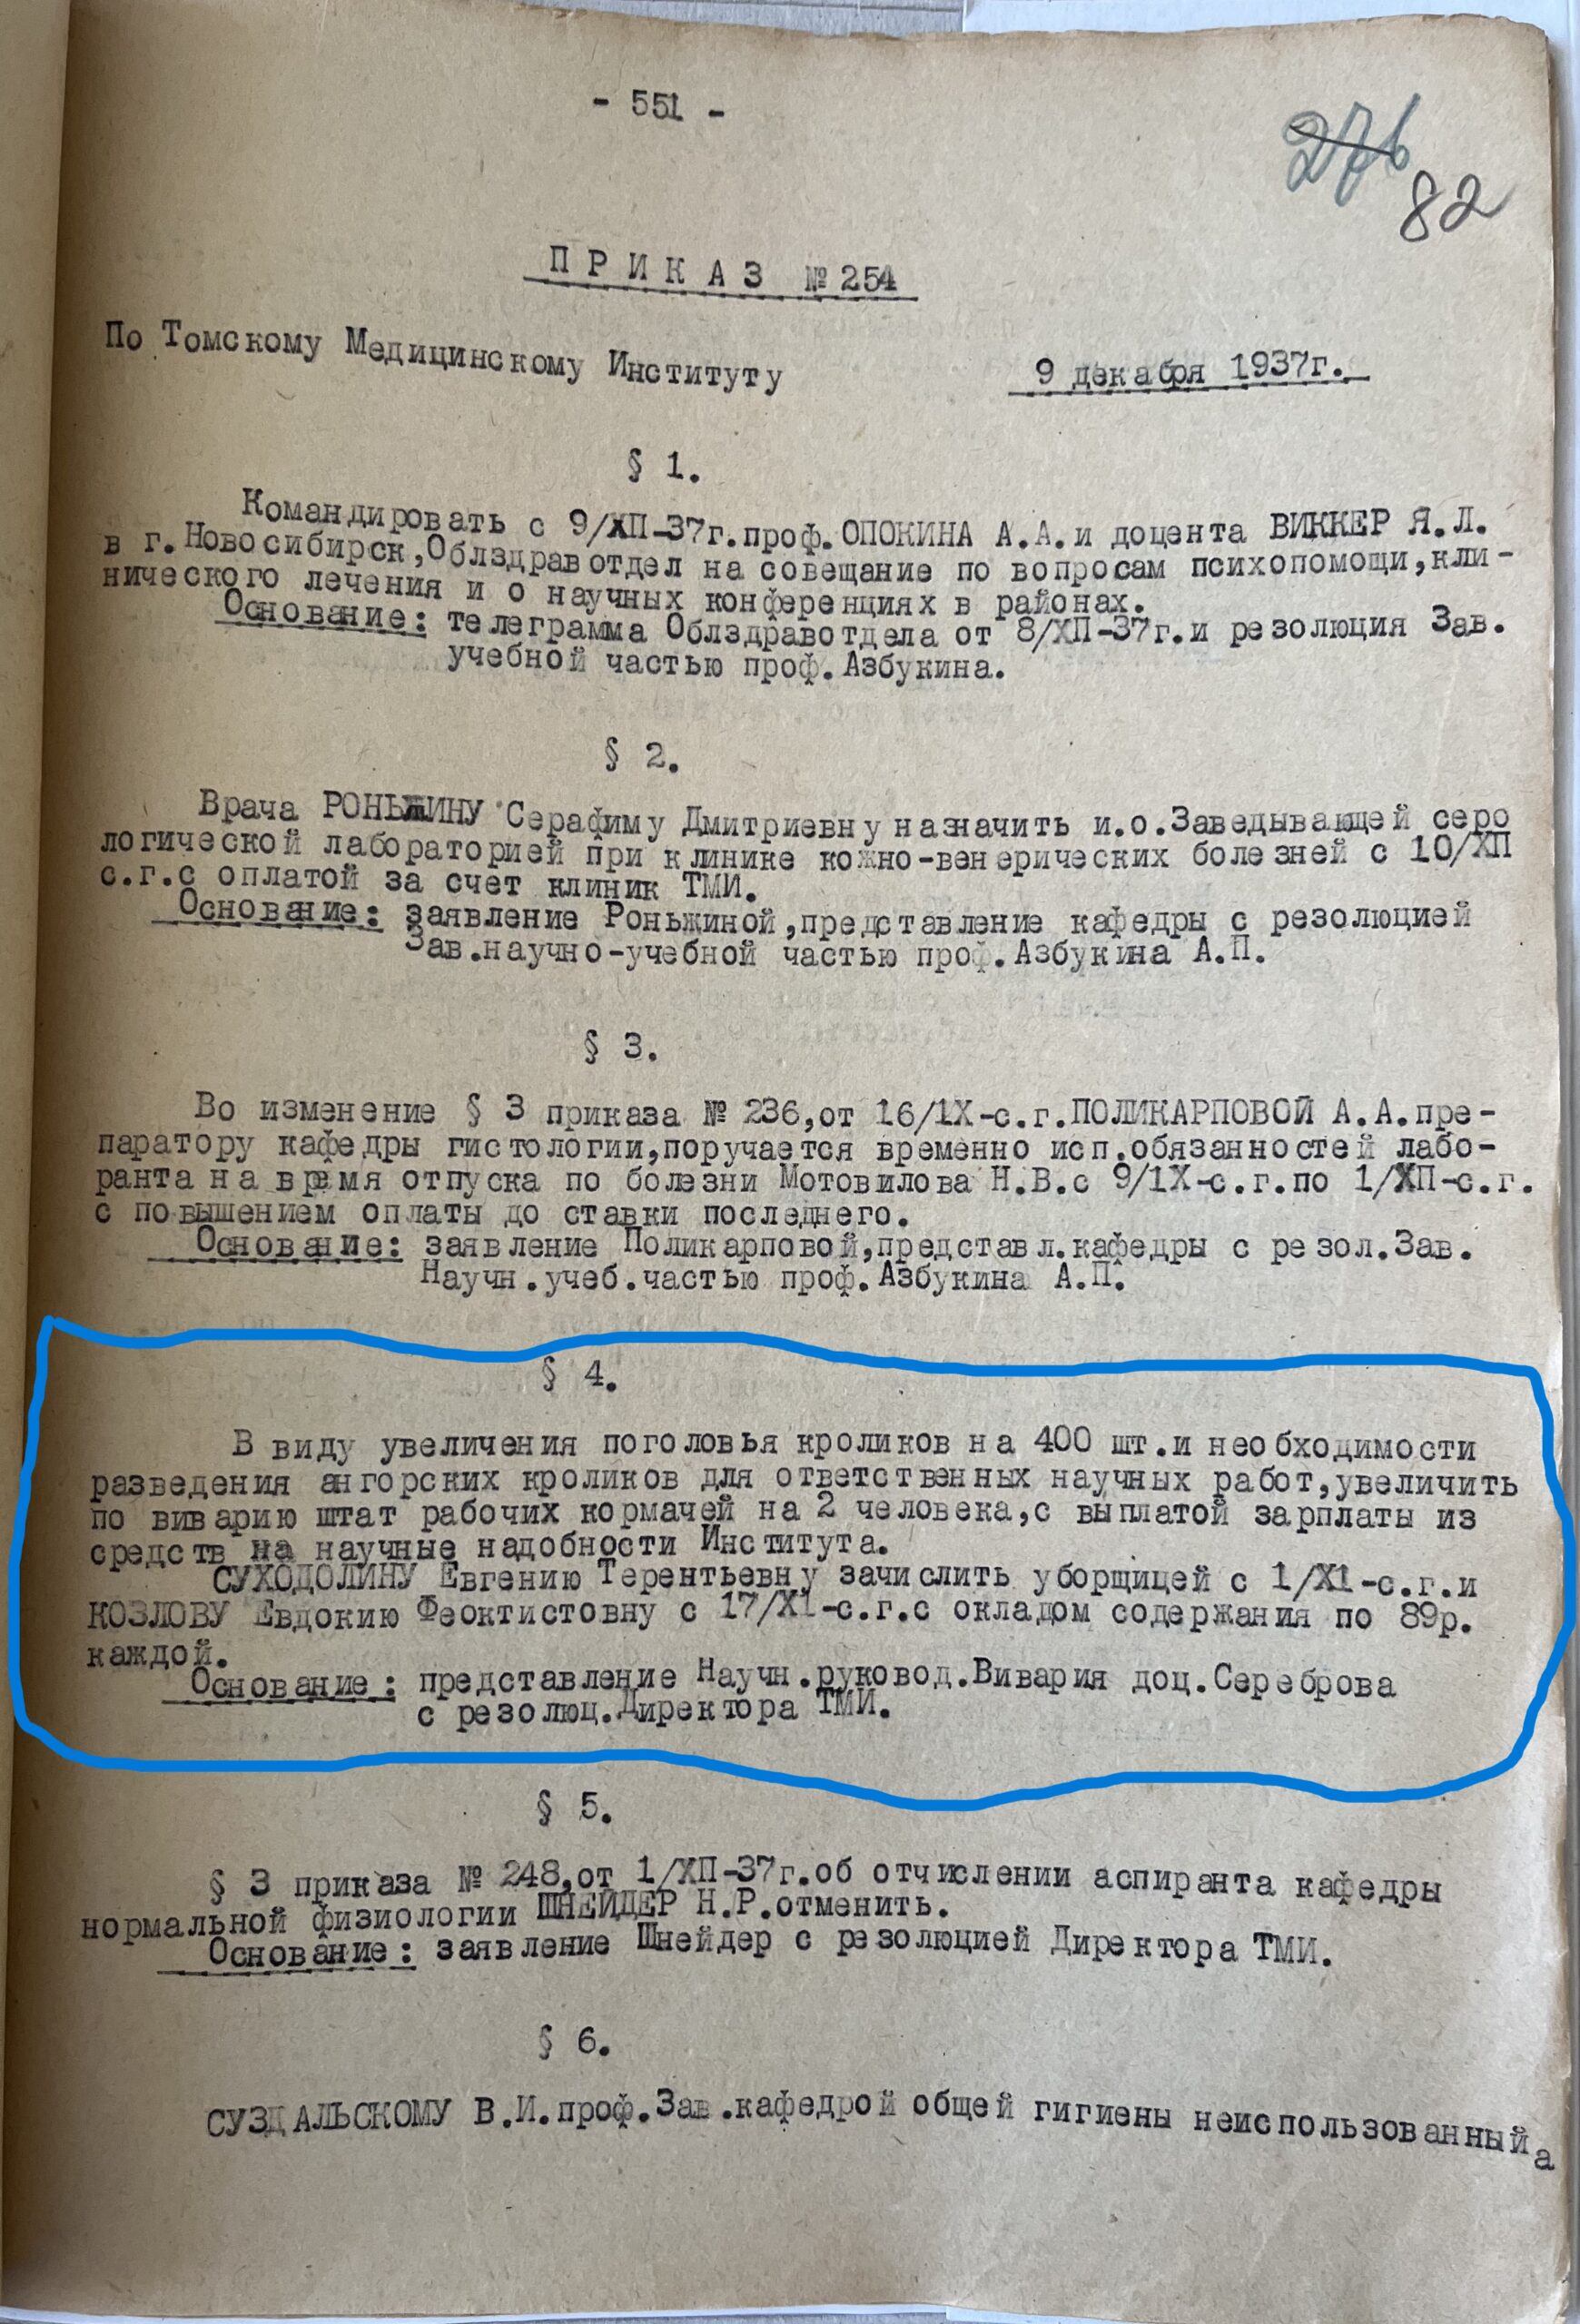 - 551 -
276
82
ПРИКАЗ № 254
По Томскому Медицинскому Институту 9 декабря 1937г.
§ 1.
Командировать с 9/ХП-37г.проф.ОПОКИНА А.А.и доцента ВИККЕР Я.Л.
в г.Новосибирск,Облздравотдел на совещание по вопросам психопомощи,кли-
нического лечения и о научных конференциях в районах.
Основание: телеграмма Облздравотдела от 8/ХП-37г.и резолюция Зав.
учебной частью проф.Азбукина.
§ 2.
Врача РОНЬЖИНУ Серафиму Дмитриевну назначить и.о.Заведывающей серо
логической лабораторией при клинике кожно-венерических болезней с 10/ХП
с.г.с оплатой за счет клиник ТМИ.
Основание: заявление Роньжиной,представление кафедры с резолюцией
Зав.научно-учебной частью проф.Азбукина А.П.
§ 3.
Во изменение § 3 приказа № 236,от 16/1Х-с.г.ПОЛИКАРПОВОЙ А.А.пре-
паратору кафедры гистологии,поручается временно исп.обязанностей лабо-
ранта на время отпуска по болезни Мотовилова Н.В.с 9/1Х-с.г.по 1/ХП-с.г.
с повышением оплаты до ставки последнего.
Основание: заявление Поликарповой,представл.кафедры с резол.Зав.
Научн.учеб.частью проф.Азбукина А.П.
§ 4.
В виду увеличения поголовья кроликов на 400 шт.и необходимости
разведения ангорских кроликов для ответственных научных работ,увеличить
по виварию штат рабочих кормачей на 2 человека,с выплатой зарплаты из
средств на научные надобности Института.
СУХОДОЛИНУ Евгению Терентьевну зачислить уборщицей с 1/Х1-с.г.и
КОЗЛОВУ Евдокию Феоктистовну с 17/Х1-с.г.с окладом содержания по 89р.
каждой.
Основание: представление Научн.руковод.Вивария доц.Сереброва
с резолюц.Директора ТМИ.
§ 5.
§ 3 приказа № 248,от 1/ХП-37г.об отчислении аспиранта кафедры
нормальной физиологии ШНЕЙДЕР Н.Р.отменить.
Основание: заявление Шнейдер с резолюцией Директора ТМИ.
§ 6.
СУЗДАЛЬСКОМУ В.И.проф.Зав.кафедрой общей гигиены неиспользованный
а